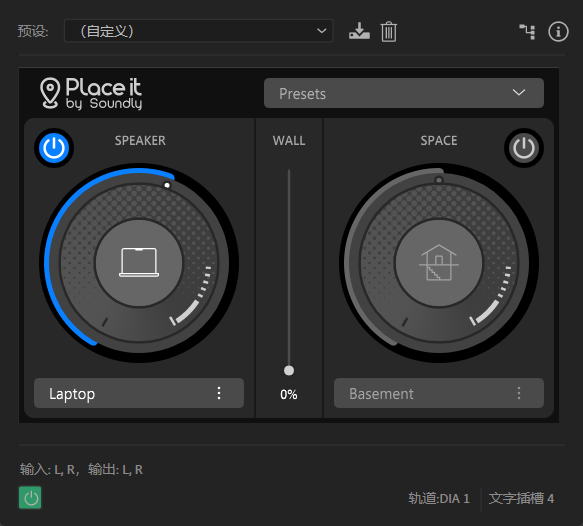 预设: （自定义）
Place it
by Soundly
Presets
SPEAKER
WALL
SPACE
Laptop
0%
Basement
输入: L, R，输出: L, R
轨道:DIA 1
文字插槽 4